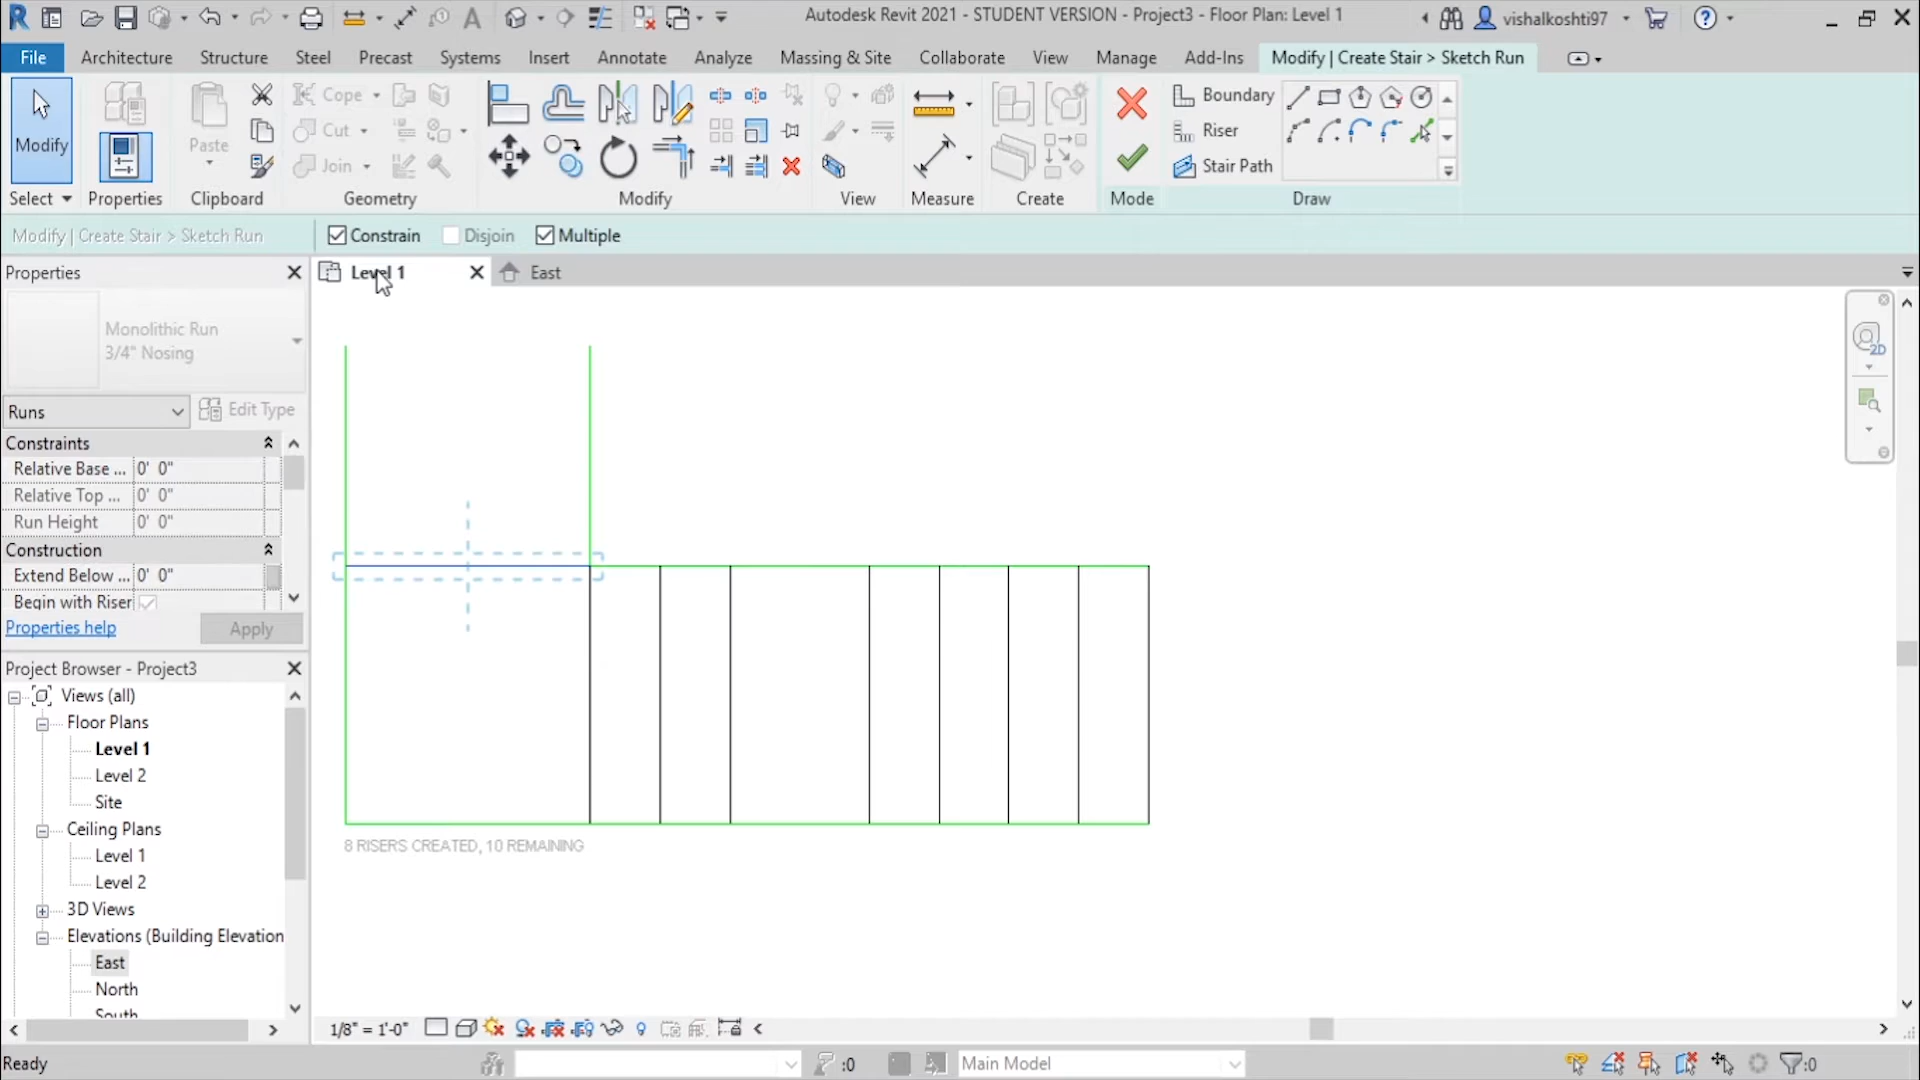 Autodesk Revit 2021 - STUDENT VERSION - Project3 - Floor Plan: Level 1
vishalkoshti97
File Architecture Structure Steel Precast Systems Insert Annotate Analyze Massing & Site Collaborate View Manage Add-Ins Modify | Create Stair > Sketch Run
Modify
Paste
Cope
Cut
Join
Boundary
Riser
Stair Path
Select Properties Clipboard Geometry Modify View Measure Create Mode Draw
Modify | Create Stair > Sketch Run Constrain Disjoin Multiple
Properties
Level 1
East
2D
Monolithic Run
3/4" Nosing
Runs Edit Type
Constraints
Relative Base ... 0' 0"
Relative Top ... 0' 0"
Run Height 0' 0"
Construction
Extend Below ... 0' 0"
Begin with Riser
Properties help Apply
Project Browser - Project3
Views (all)
Floor Plans
Level 1
Level 2
Site
Ceiling Plans
Level 1
Level 2
3D Views
Elevations (Building Elevation
East
North
South
8 RISERS CREATED, 10 REMAINING
1/8" = 1'-0"
Ready
:0
Main Model
:0